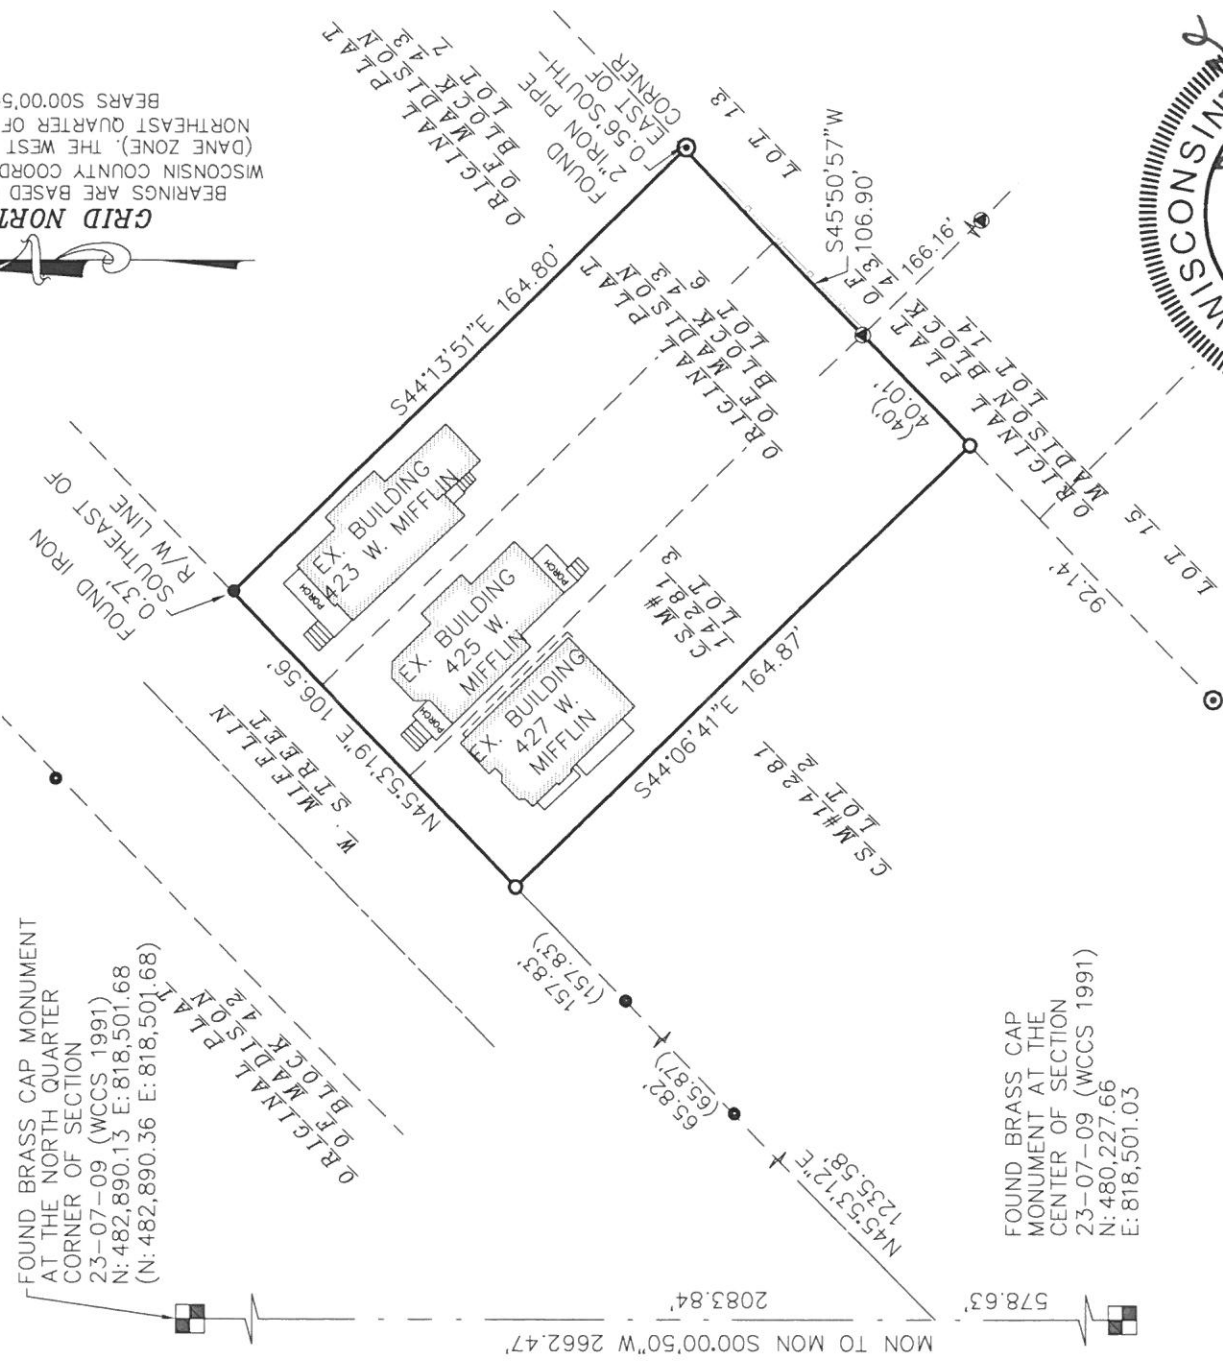 GRID NORT
BEARINGS ARE BASED
WISCONSIN COUNTY COORD
(DANE ZONE). THE WEST
NORTHEAST QUARTER OF
BEARS S00°00'5
ORIGINAL PLAT
OF MADISON
BLOCK 43
LOT 7
FOUND
2"IRON PIPE
0.56'SOUTH-
EAST OF
CORNER
LOT 13
S44°13'51"E 164.80'
FOUND IRON
0.37'
SOUTHEAST OF
R/W LINE
ORIGINAL PLAT
OF MADISON
BLOCK 43
LOT 6
S45°50'57"W
106.90'
166.16'
(40')
40.01'
ORIGINAL PLAT OF
MADISON BLOCK 43
LOT 14
LOT 15
92.14'
WISCONSIN
EX. BUILDING
423 W. MIFFLIN
PORCH
EX. BUILDING
425 W.
MIFFLIN
PORCH
PORCH
EX. BUILDING
427 W.
MIFFLIN
CSM#
14281
LOT 3
N45°53'19"E 106.56'
W. MIFFLIN
STREET
S44°06'41"E 164.87'
CSM#14281
LOT 2
157.83'
(157.83')
65.82'
(65.87')
N45°53'12"E
1235.58'
ORIGINAL PLAT
OF MADISON
BLOCK 42
FOUND BRASS CAP MONUMENT
AT THE NORTH QUARTER
CORNER OF SECTION
23-07-09 (WCCS 1991)
N:482,890.13 E:818,501.68
(N:482,890.36 E:818,501.68)
FOUND BRASS CAP
MONUMENT AT THE
CENTER OF SECTION
23-07-09 (WCCS 1991)
N:480,227.66
E:818,501.03
2083.84'
578.63'
MON TO MON S00°00'50"W 2662.47'